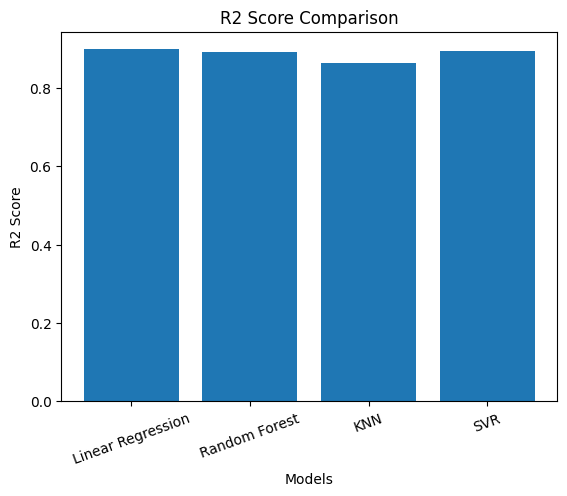 R2 Score Comparison
R2 Score
0.8
0.6
0.4
0.2
0.0
Linear Regression
Random Forest
KNN
SVR
Models